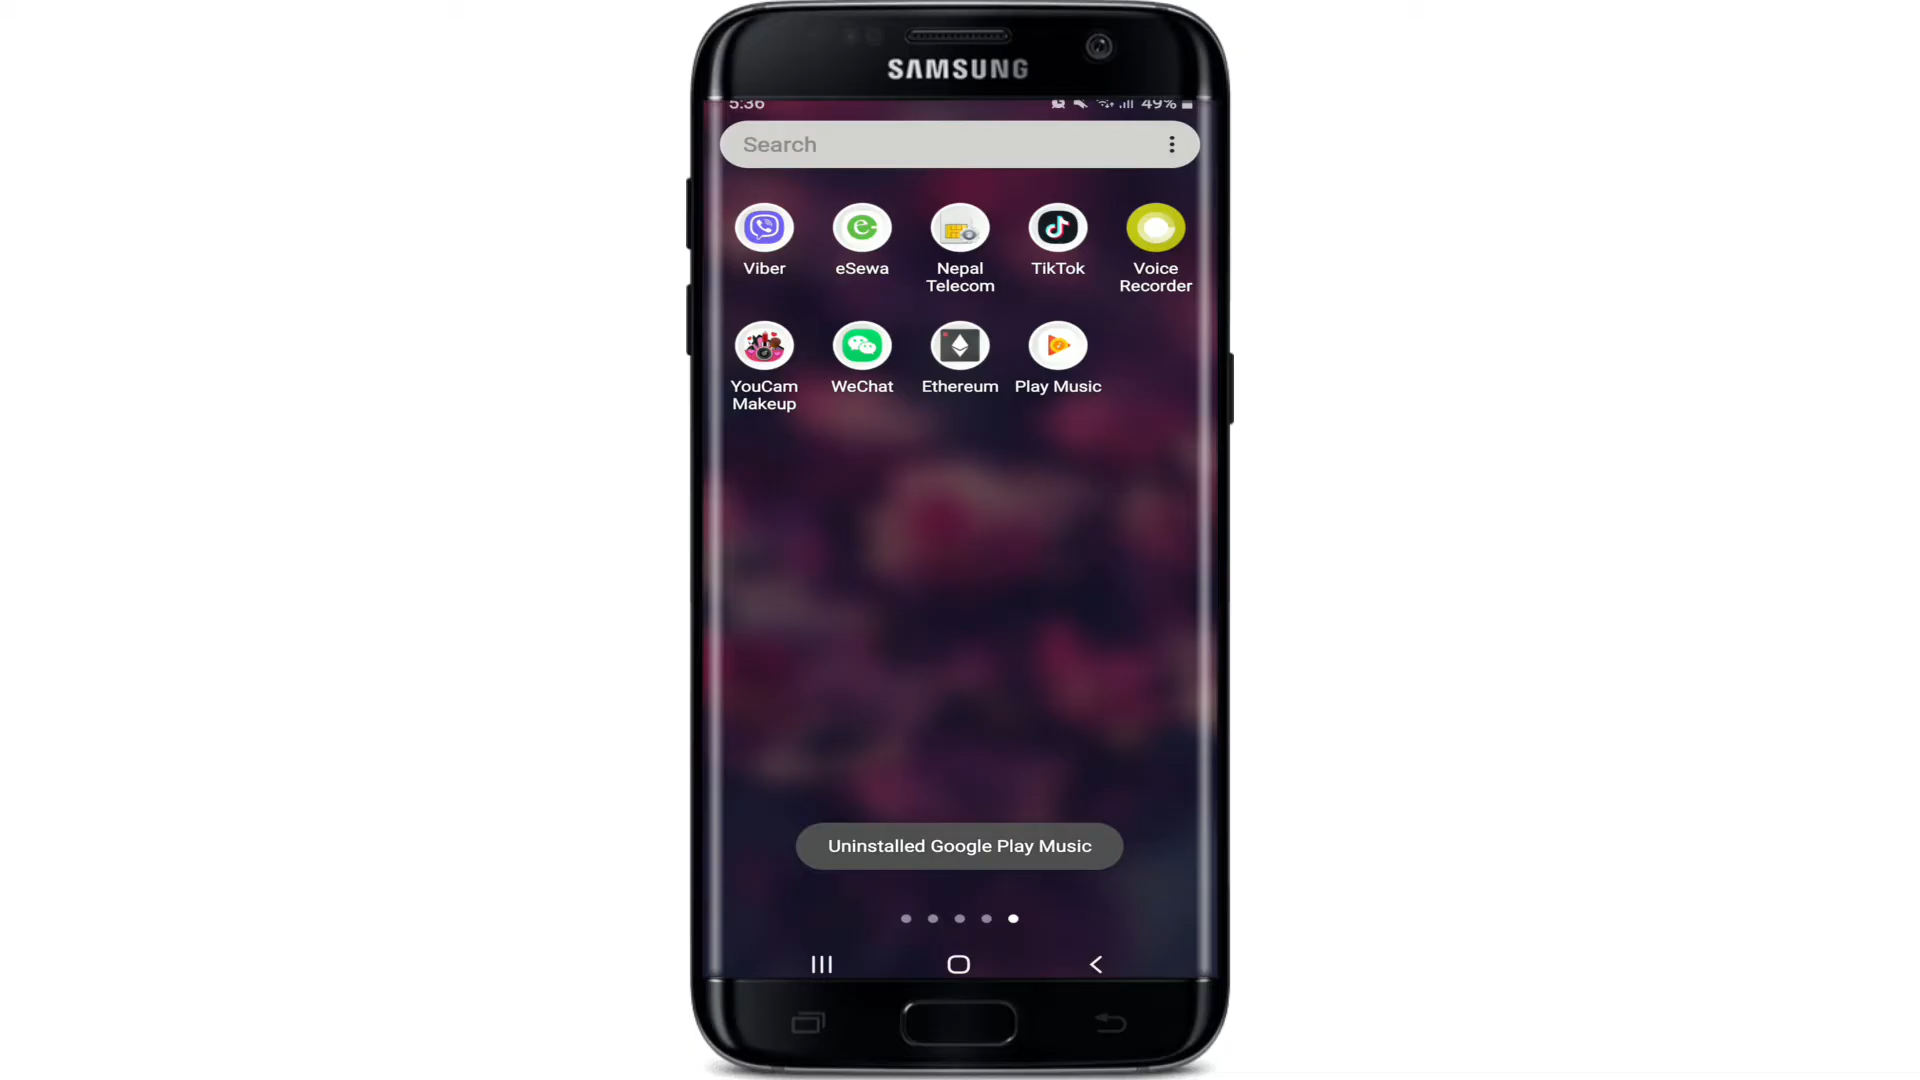 SAMSUNG
5:36
49%
Search
Viber
eSewa
Nepal
Telecom
TikTok
Voice
Recorder
YouCam
Makeup
WeChat
Ethereum
Play Music
Uninstalled Google Play Music